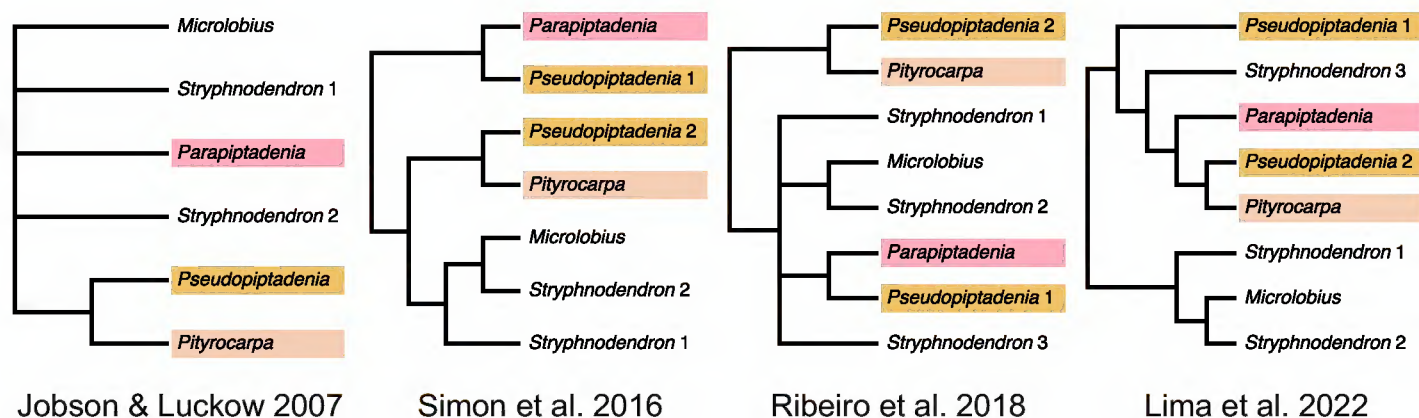 Microlobius
Stryphnodendron 1
Parapiptadenia
Stryphnodendron 2
Pseudopiptadenia
Pityrocarpa
Jobson & Luckow 2007
Parapiptadenia
Pseudopiptadenia 1
Pseudopiptadenia 2
Pityrocarpa
Microlobius
Stryphnodendron 2
Stryphnodendron 1
Simon et al. 2016
Pseudopiptadenia 2
Pityrocarpa
Stryphnodendron 1
Microlobius
Stryphnodendron 2
Parapiptadenia
Pseudopiptadenia 1
Stryphnodendron 3
Ribeiro et al. 2018
Pseudopiptadenia 1
Stryphnodendron 3
Parapiptadenia
Pseudopiptadenia 2
Pityrocarpa
Stryphnodendron 1
Microlobius
Stryphnodendron 2
Lima et al. 2022